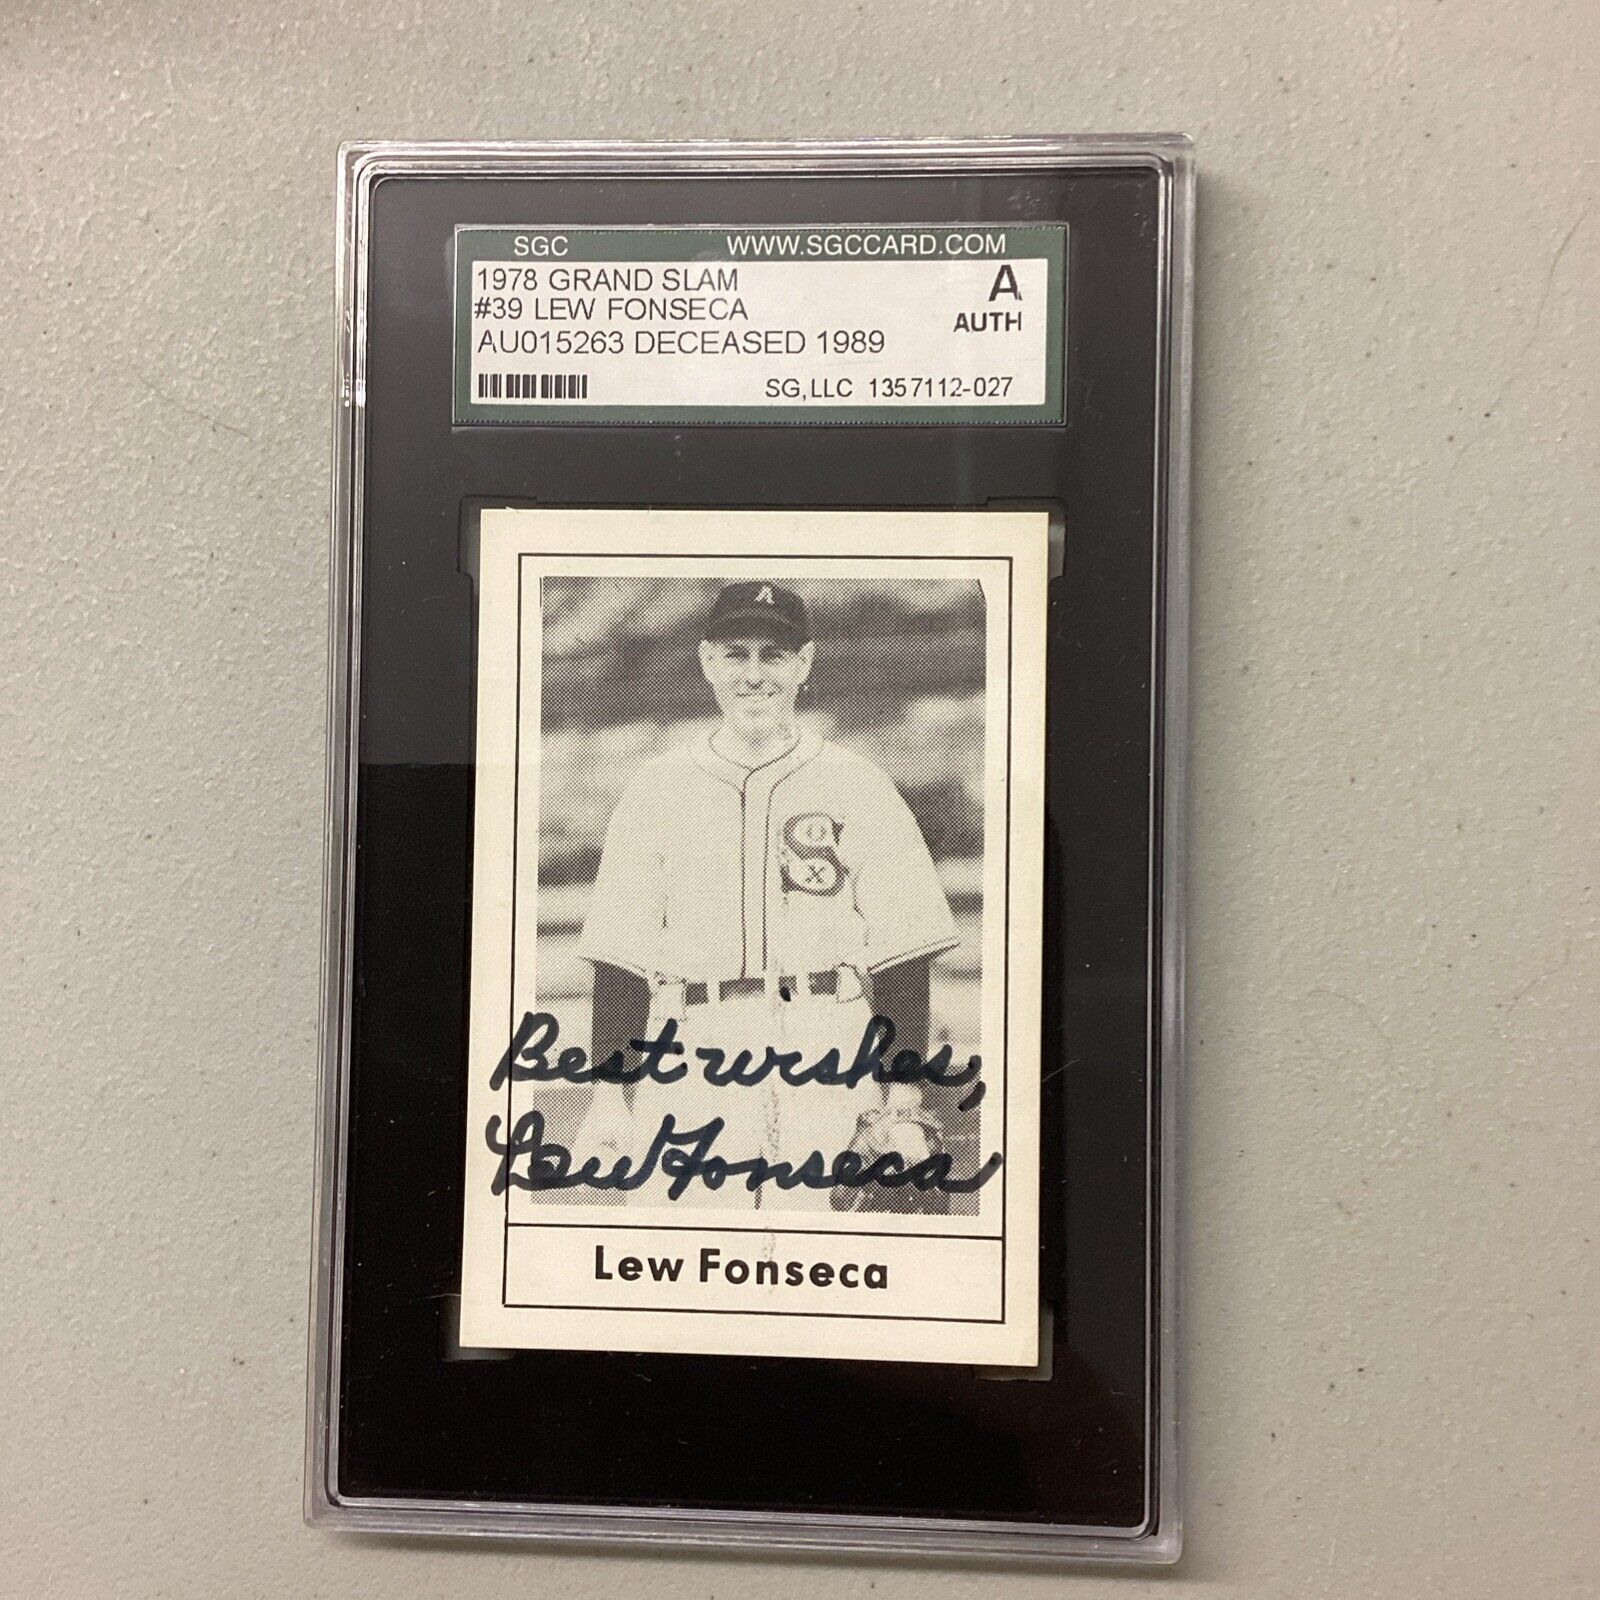 SGC WWW.SGCCARD.COM
1978 GRAND SLAM A
#39 LEW FONSECA AUTH
AU015263 DECEASED 1989
SG,LLC 1357112-027
A
SOX
Best wishes,
Lew Fonseca
Lew Fonseca